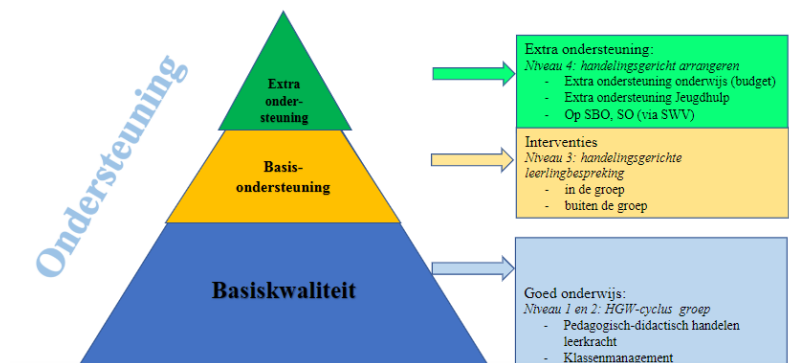 Ondersteuning
Extra
onder-
steuning
Basis-
ondersteuning
Basiskwaliteit
Extra ondersteuning:
Niveau 4: handelingsgericht arrangeren
- Extra ondersteuning onderwijs (budget)
- Extra ondersteuning Jeugdhulp
- Op SBO, SO (via SWV)
Interventies
Niveau 3: handelingsgerichte
leerlingbespreking
- in de groep
- buiten de groep
Goed onderwijs:
Niveau 1 en 2: HGW-cyclus groep
- Pedagogisch-didactisch handelen
leerkracht
- Klassenmanagement